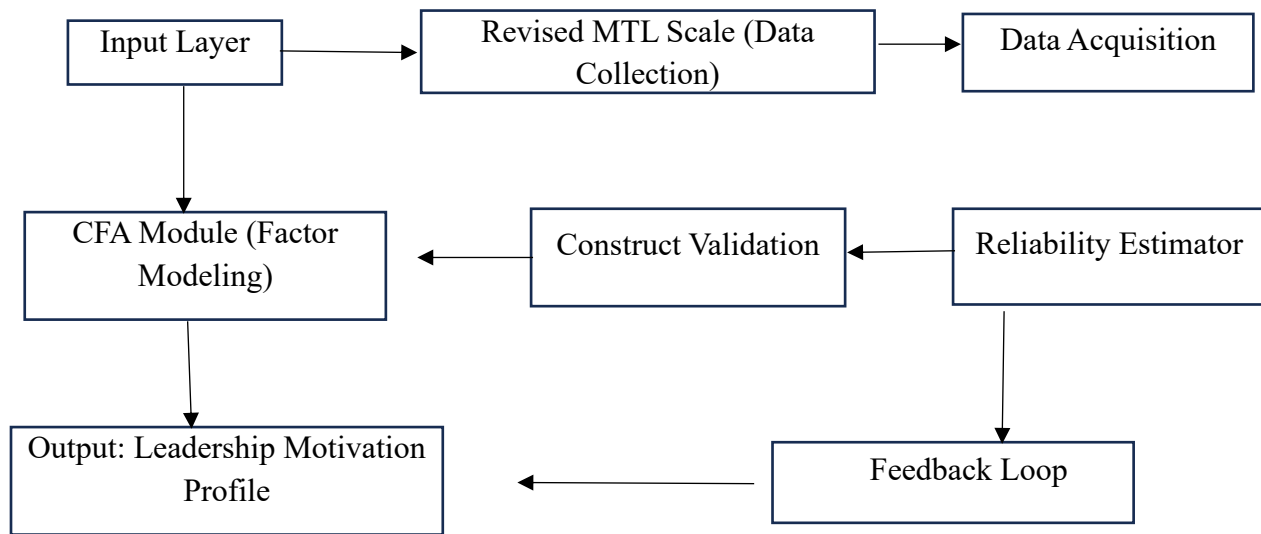 Input Layer
Revised MTL Scale (Data
Collection)
Data Acquisition
CFA Module (Factor
Modeling)
Construct Validation
Reliability Estimator
Output: Leadership Motivation
Profile
Feedback Loop